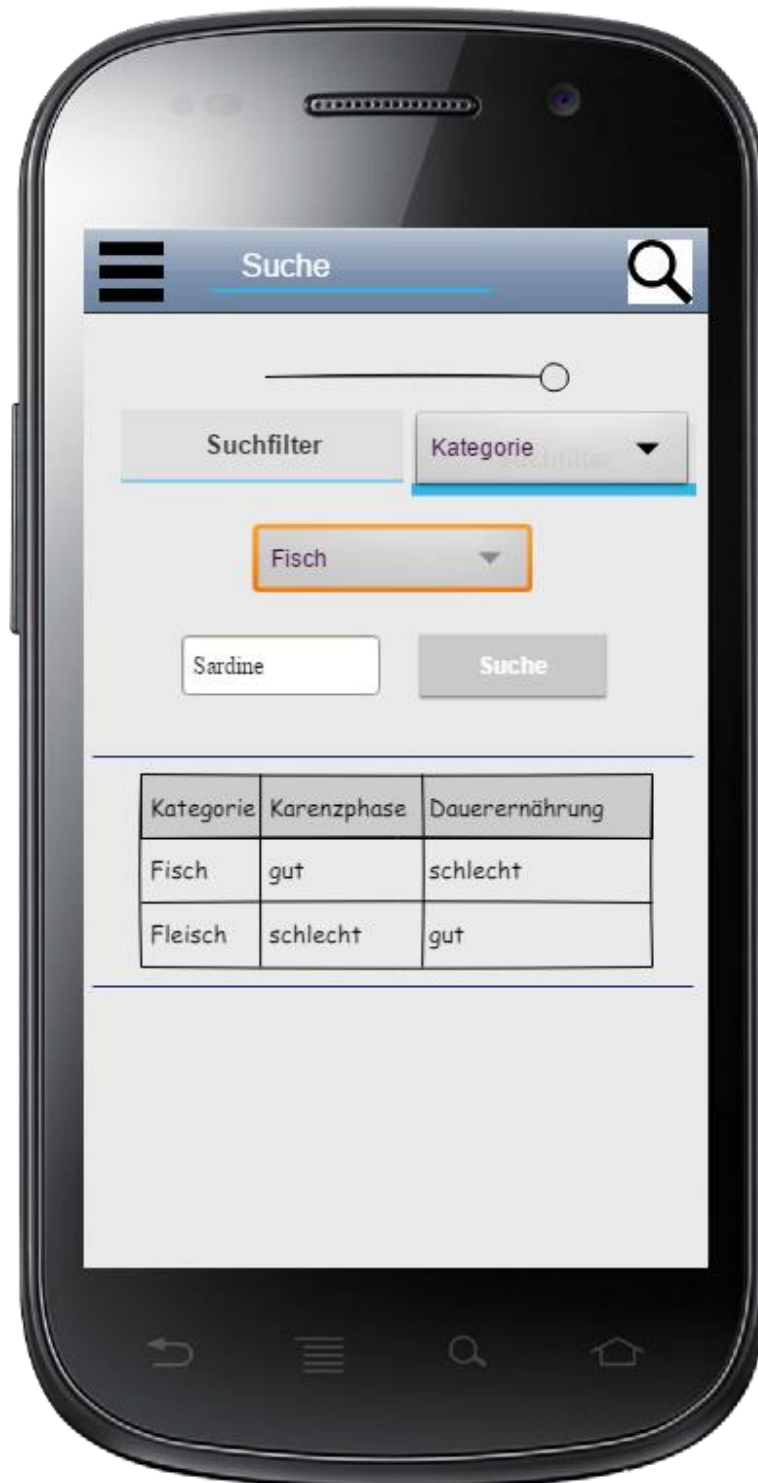 Suche
Suchfilter Kategorie
Fisch
Sardine Suche
Kategorie Karenzphase Dauerernährung
Fisch gut schlecht
Fleisch schlecht gut